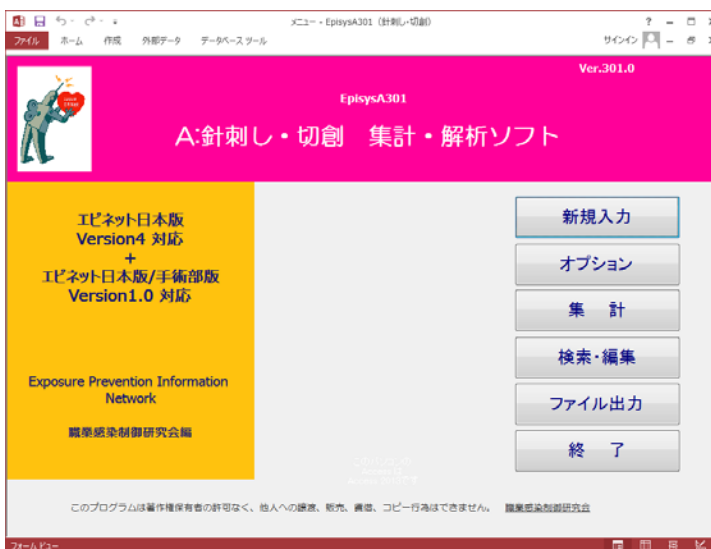 メニュー - EpisysA301 (針刺し・切創)
サインイン
ファイル ホーム 作成 外部データ データベース ツール
Ver.301.0
EpisysA301
A:針刺し・切創 集計・解析ソフト
エピネット日本版
Version4 対応
+
エピネット日本版/手術部版
Version1.0 対応
Exposure Prevention Information
Network
職業感染制御研究会編
新規入力
オプション
集 計
検索・編集
ファイル出力
終 了
このプログラムは著作権保有者の許可なく、他人への譲渡、販売、賃借、コピー行為はできません。 職業感染制御研究会
フォーム ビュー